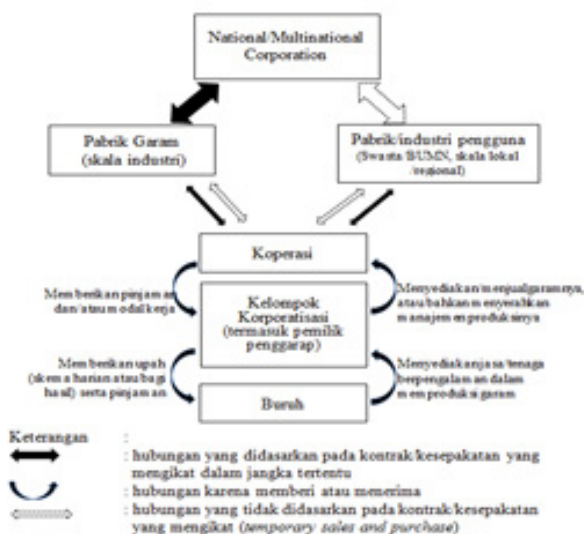 National/Multinational
Corporation
Pabrik Garam
(skala industri)
Pabrik/industri pengguna
(Swasta/BUMN, skala lokal
/regional)
Koperasi
Memberikan pinjaman
dan/atau modal kerja
Menyediakan/menjual garamnya,
atau bahkan menyerahkan
manajemen produksinya
Kelompok
Korporatisasi
(termasuk pemilik
penggarap)
Memberikan upah
(skema harian atau bagi
hasil) serta pinjaman
Menyediakan jasa/tenaga
berpengalaman dalam
memproduksi garam
Buruh
Keterangan :
: hubungan yang didasarkan pada kontrak/kesepakatan yang
mengikat dalam jangka tertentu
: hubungan karena memberi atau menerima
: hubungan yang tidak didasarkan pada kontrak/kesepakatan
yang mengikat (temporary sales and purchase)